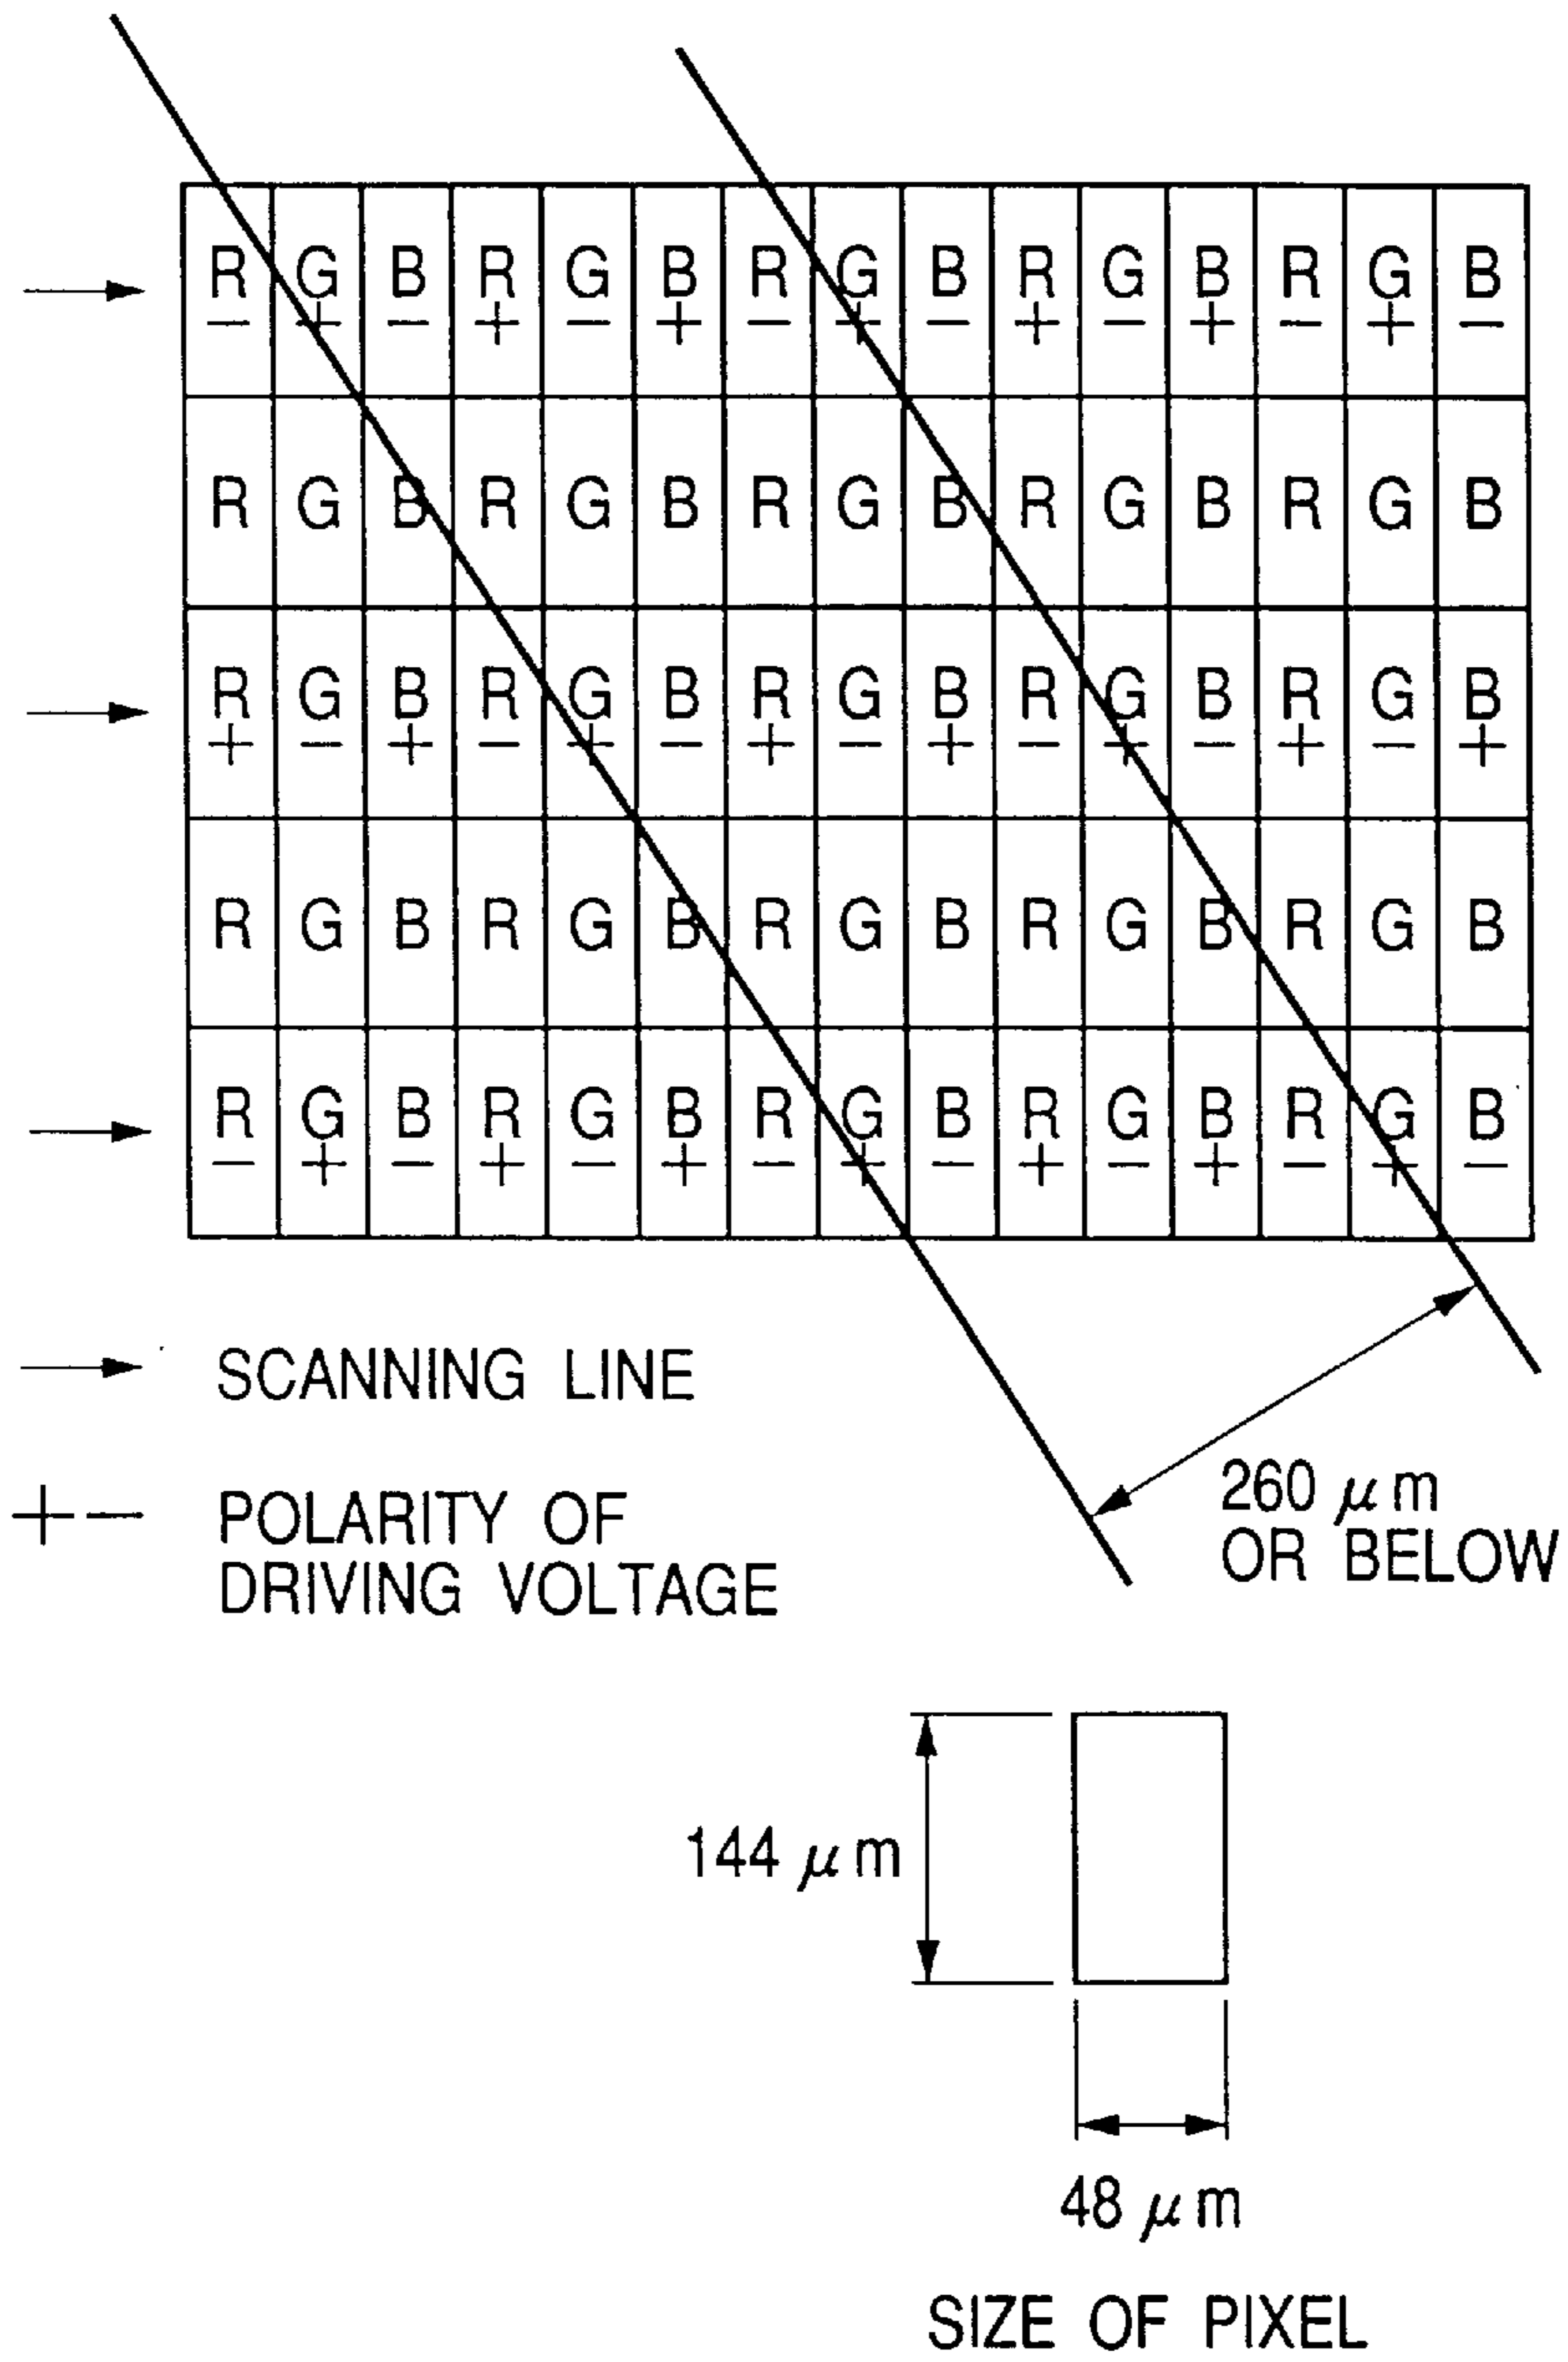 R G B R G B R G B R G B R G B
− + − + − + − + − + − + − + −
R G B R G B R G B R G B R G B
R G B R G B R G B R G B R G B
+ − + − + − + − + − + − + − +
R G B R G B R G B R G B R G B
R G B R G B R G B R G B R G B
− + − + − + − + − + − + − + −
SCANNING LINE
+ − POLARITY OF
DRIVING VOLTAGE
260 μm
OR BELOW
144 μm
48 μm
SIZE OF PIXEL